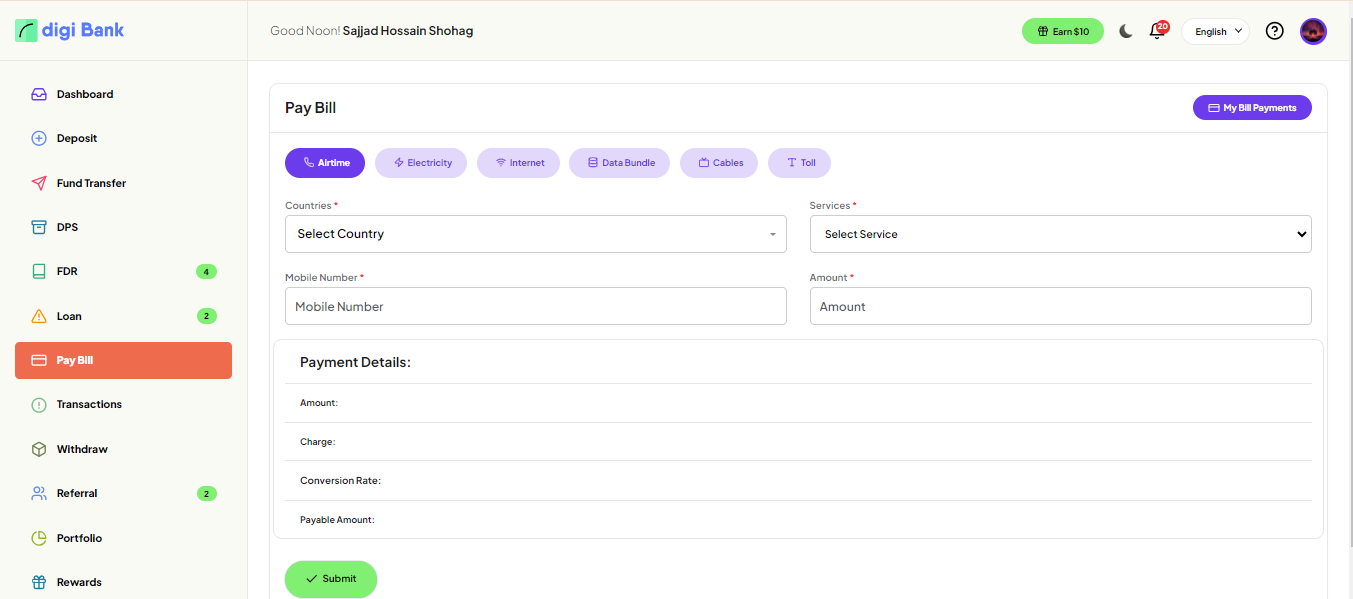 digi Bank
Good Noon! Sajjad Hossain Shohag
Earn $10
20
English
Dashboard
Deposit
Fund Transfer
DPS
FDR 4
Loan 2
Pay Bill
Transactions
Withdraw
Referral 2
Portfolio
Rewards
Pay Bill
My Bill Payments
Airtime Electricity Internet Data Bundle Cables Toll
Countries *
Select Country
Services *
Select Service
Mobile Number *
Mobile Number
Amount *
Amount
Payment Details:
Amount:
Charge:
Conversion Rate:
Payable Amount:
Submit